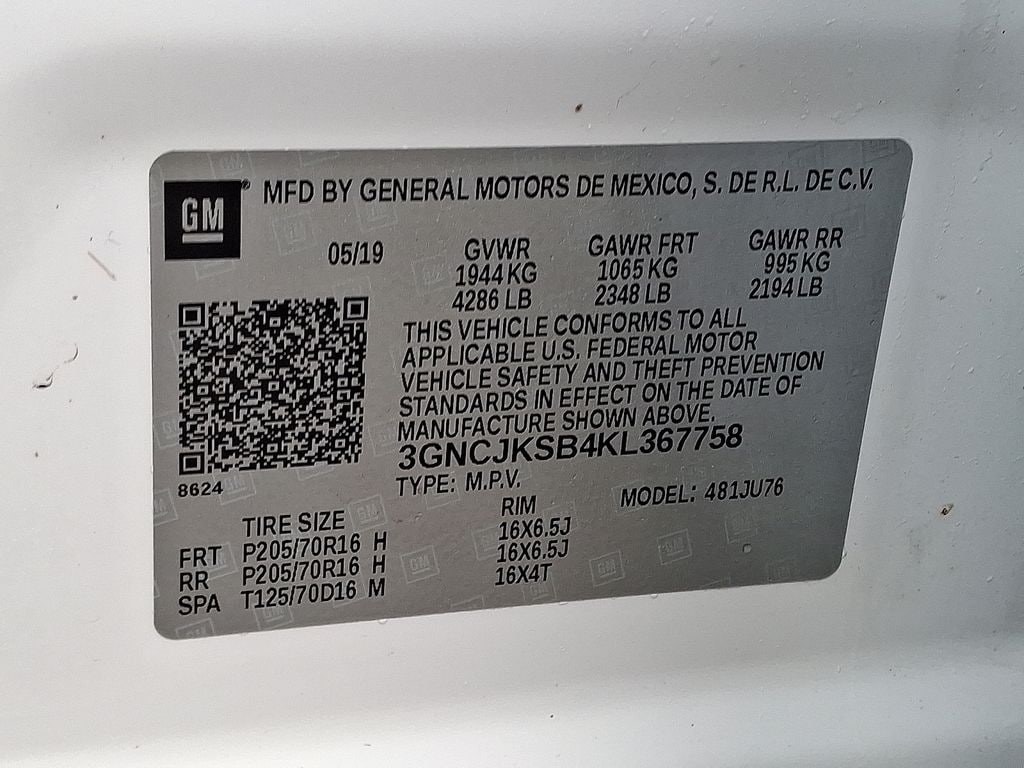 GM
MFD BY GENERAL MOTORS DE MEXICO, S. DE R.L. DE C.V.
05/19 GVWR GAWR FRT GAWR RR
1944 KG 1065 KG 995 KG
4286 LB 2348 LB 2194 LB
THIS VEHICLE CONFORMS TO ALL
APPLICABLE U.S. FEDERAL MOTOR
VEHICLE SAFETY AND THEFT PREVENTION
STANDARDS IN EFFECT ON THE DATE OF
MANUFACTURE SHOWN ABOVE.
3GNCJKSB4KL367758
8624
TYPE: M.P.V. MODEL: 481JU76
TIRE SIZE RIM
FRT P205/70R16 H 16X6.5J
RR P205/70R16 H 16X6.5J
SPA T125/70D16 M 16X4T